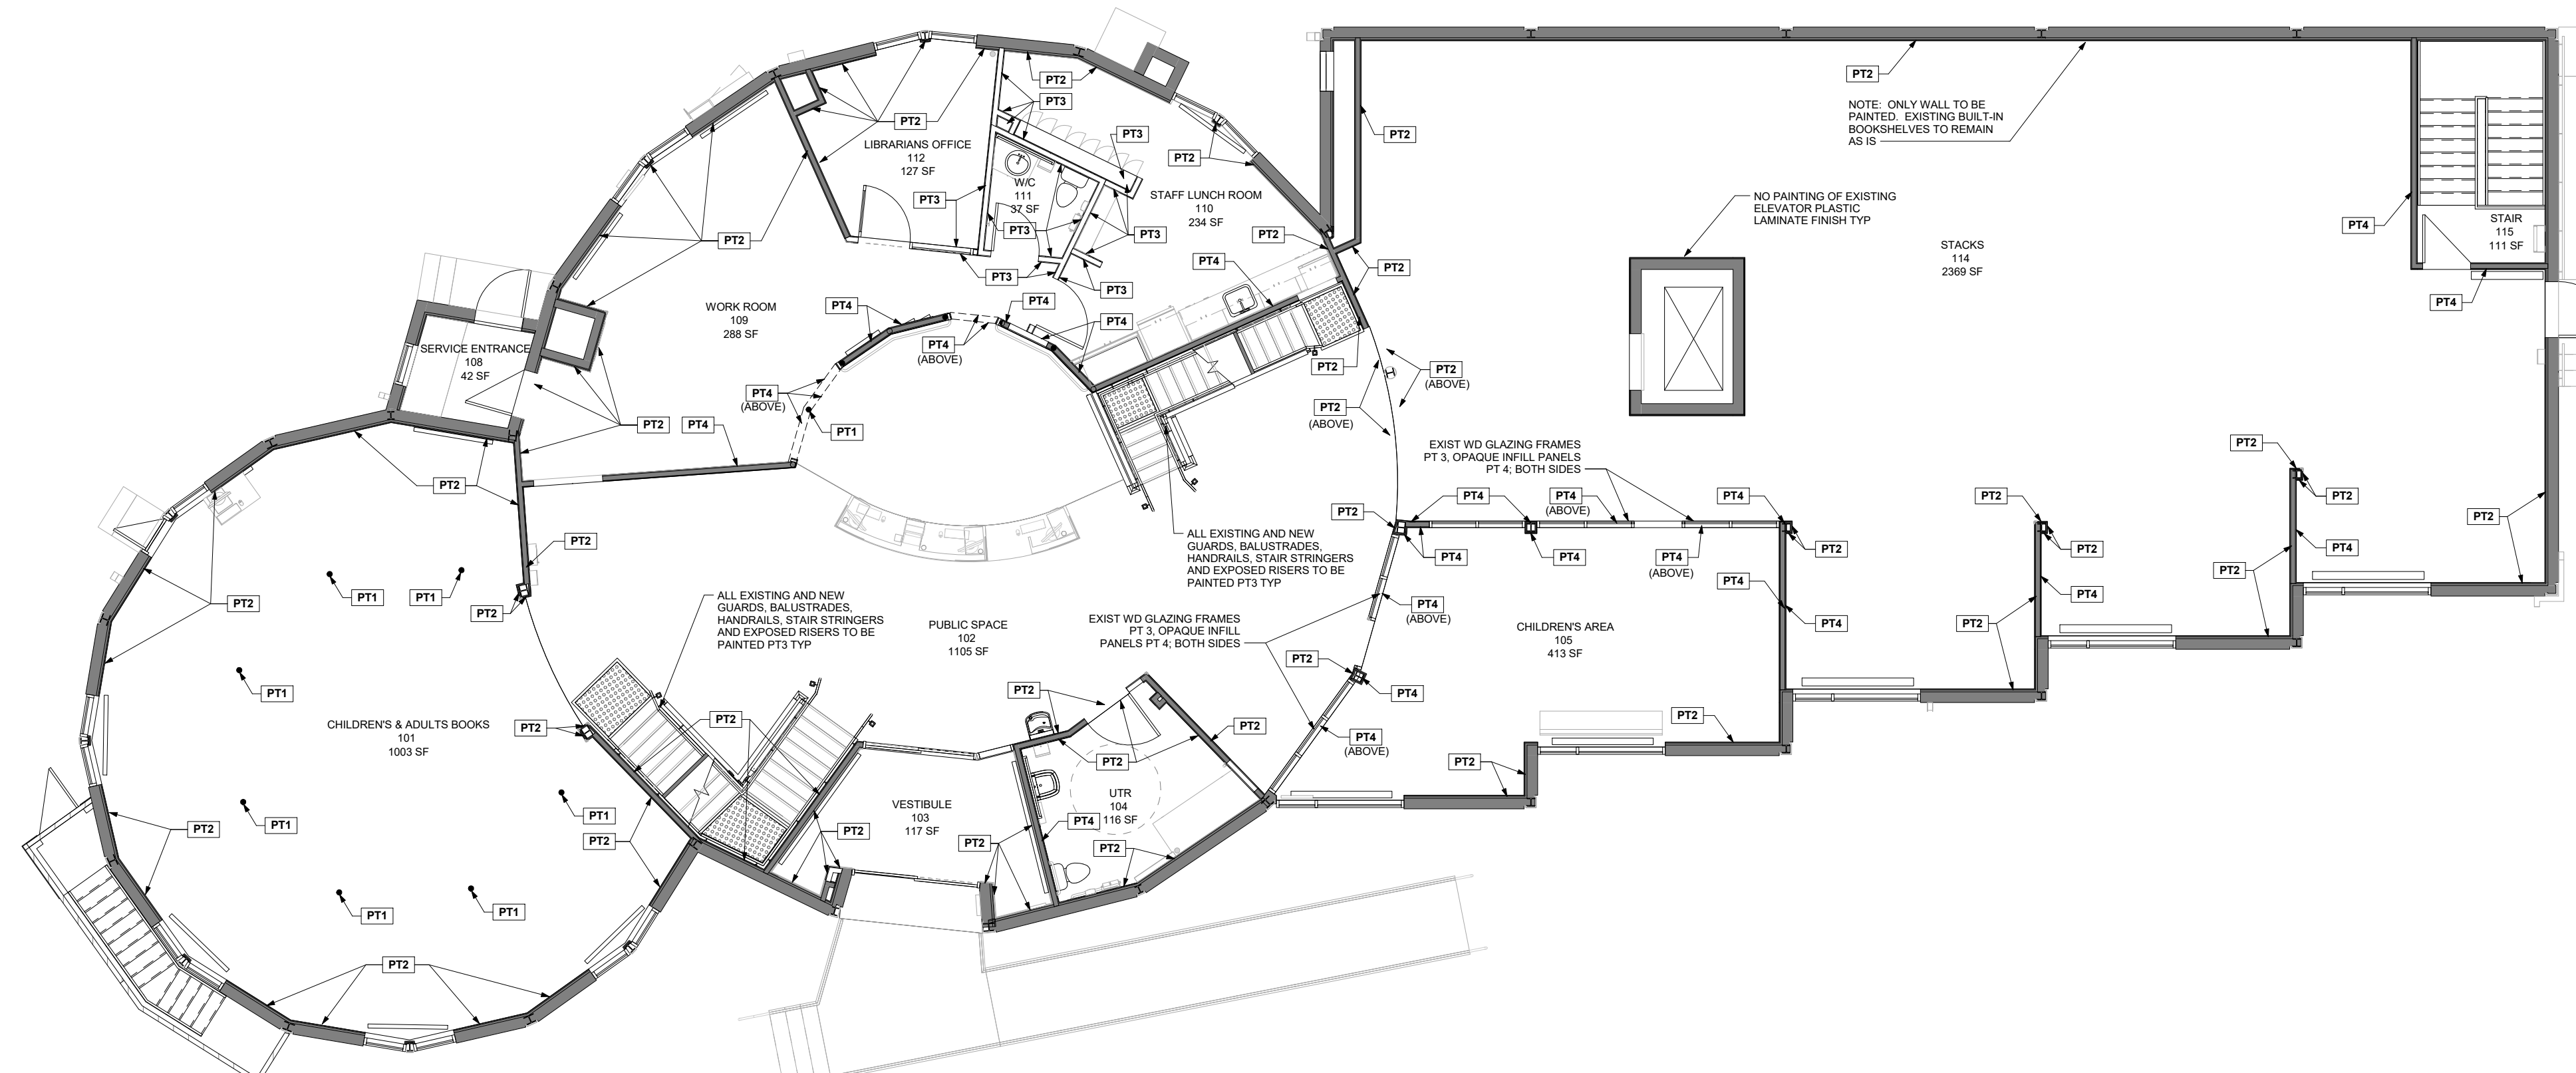 PT2
PT3
PT3
PT2
PT2
NOTE:  ONLY WALL TO BE
PAINTED.  EXISTING BUILT-IN
BOOKSHELVES TO REMAIN
AS IS
PT2
PT2
LIBRARIANS OFFICE
112
127 SF
W/C
111
37 SF
PT3
PT3
STAFF LUNCH ROOM
110
234 SF
PT3
PT2
PT2
PT3
PT3
PT4
NO PAINTING OF EXISTING
ELEVATOR PLASTIC
LAMINATE FINISH TYP
STACKS
114
2369 SF
PT4
STAIR
115
111 SF
PT4
PT2
WORK ROOM
109
288 SF
PT4
PT4
PT4
PT4
(ABOVE)
PT4
(ABOVE)
PT1
SERVICE ENTRANCE
108
42 SF
PT2
PT4
PT2
PT2
(ABOVE)
PT2
(ABOVE)
EXIST WD GLAZING FRAMES
PT 3, OPAQUE INFILL PANELS
PT 4; BOTH SIDES
PT2
PT2
PT2
PT4
PT4
(ABOVE)
PT4
PT2
PT2
PT2
PT2
PT4
PT4
PT4
(ABOVE)
PT2
PT2
PT4
ALL EXISTING AND NEW
GUARDS, BALUSTRADES,
HANDRAILS, STAIR STRINGERS
AND EXPOSED RISERS TO BE
PAINTED PT3 TYP
PT1
PT1
PT2
PT2
PT4
PT2
PT4
ALL EXISTING AND NEW
GUARDS, BALUSTRADES,
HANDRAILS, STAIR STRINGERS
AND EXPOSED RISERS TO BE
PAINTED PT3 TYP
PUBLIC SPACE
102
1105 SF
EXIST WD GLAZING FRAMES
PT 3, OPAQUE INFILL
PANELS PT 4; BOTH SIDES
PT4
(ABOVE)
CHILDREN'S AREA
105
413 SF
PT4
PT2
PT2
PT4
PT1
CHILDREN'S & ADULTS BOOKS
101
1003 SF
PT2
PT2
PT2
PT2
PT4
(ABOVE)
PT2
PT2
PT2
PT1
PT1
PT2
PT2
PT2
VESTIBULE
103
117 SF
PT2
UTR
104
116 SF
PT4
PT2
PT1
PT1
PT2